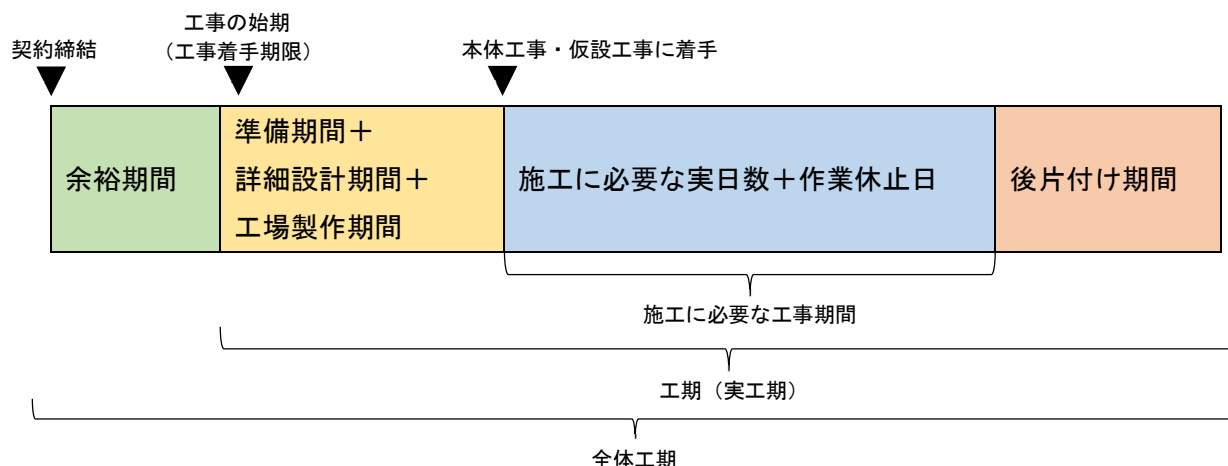 工事の始期
契約締結
（工事着手期限）
本体工事・仮設工事に着手
余裕期間
準備期間＋
詳細設計期間＋
工場製作期間
施工に必要な実日数＋作業休止日
後片付け期間
施工に必要な工事期間
工期（実工期）
全体工期